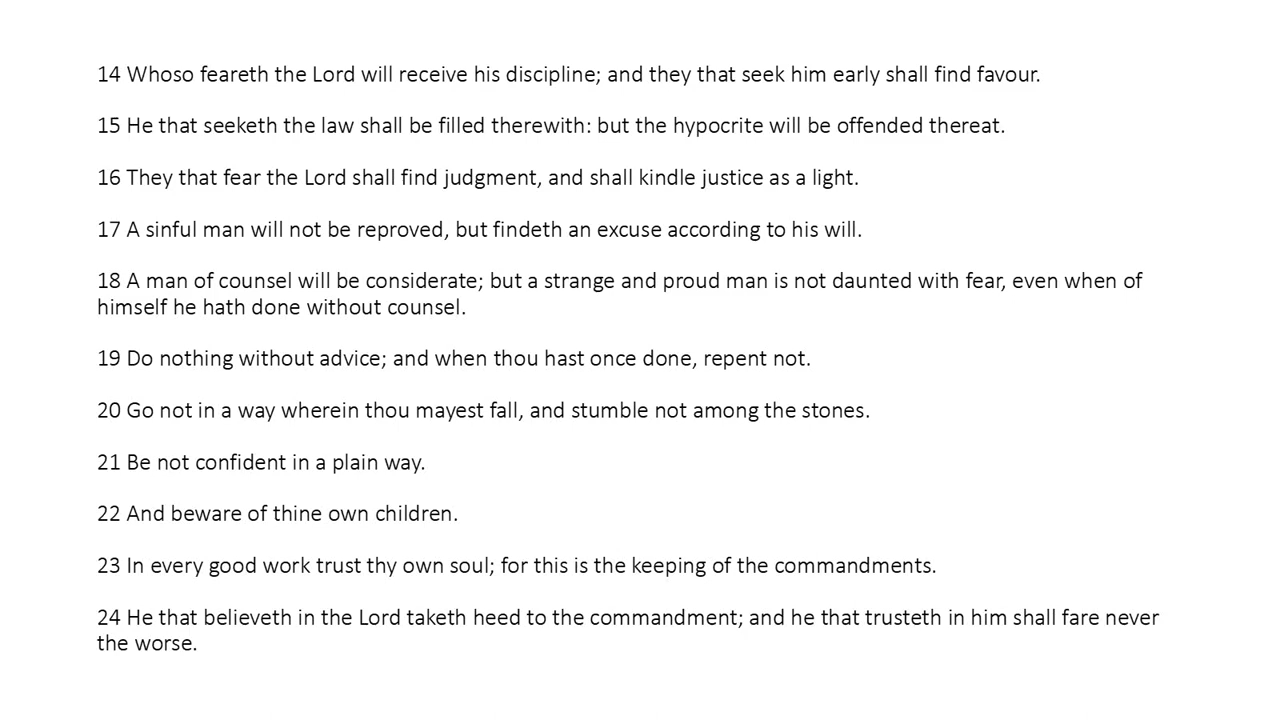 14 Whoso feareth the Lord will receive his discipline; and they that seek him early shall find favour.
15 He that seeketh the law shall be filled therewith: but the hypocrite will be offended thereat.
16 They that fear the Lord shall find judgment, and shall kindle justice as a light.
17 A sinful man will not be reproved, but findeth an excuse according to his will.
18 A man of counsel will be considerate; but a strange and proud man is not daunted with fear, even when of
himself he hath done without counsel.
19 Do nothing without advice; and when thou hast once done, repent not.
20 Go not in a way wherein thou mayest fall, and stumble not among the stones.
21 Be not confident in a plain way.
22 And beware of thine own children.
23 In every good work trust thy own soul; for this is the keeping of the commandments.
24 He that believeth in the Lord taketh heed to the commandment; and he that trusteth in him shall fare never
the worse.